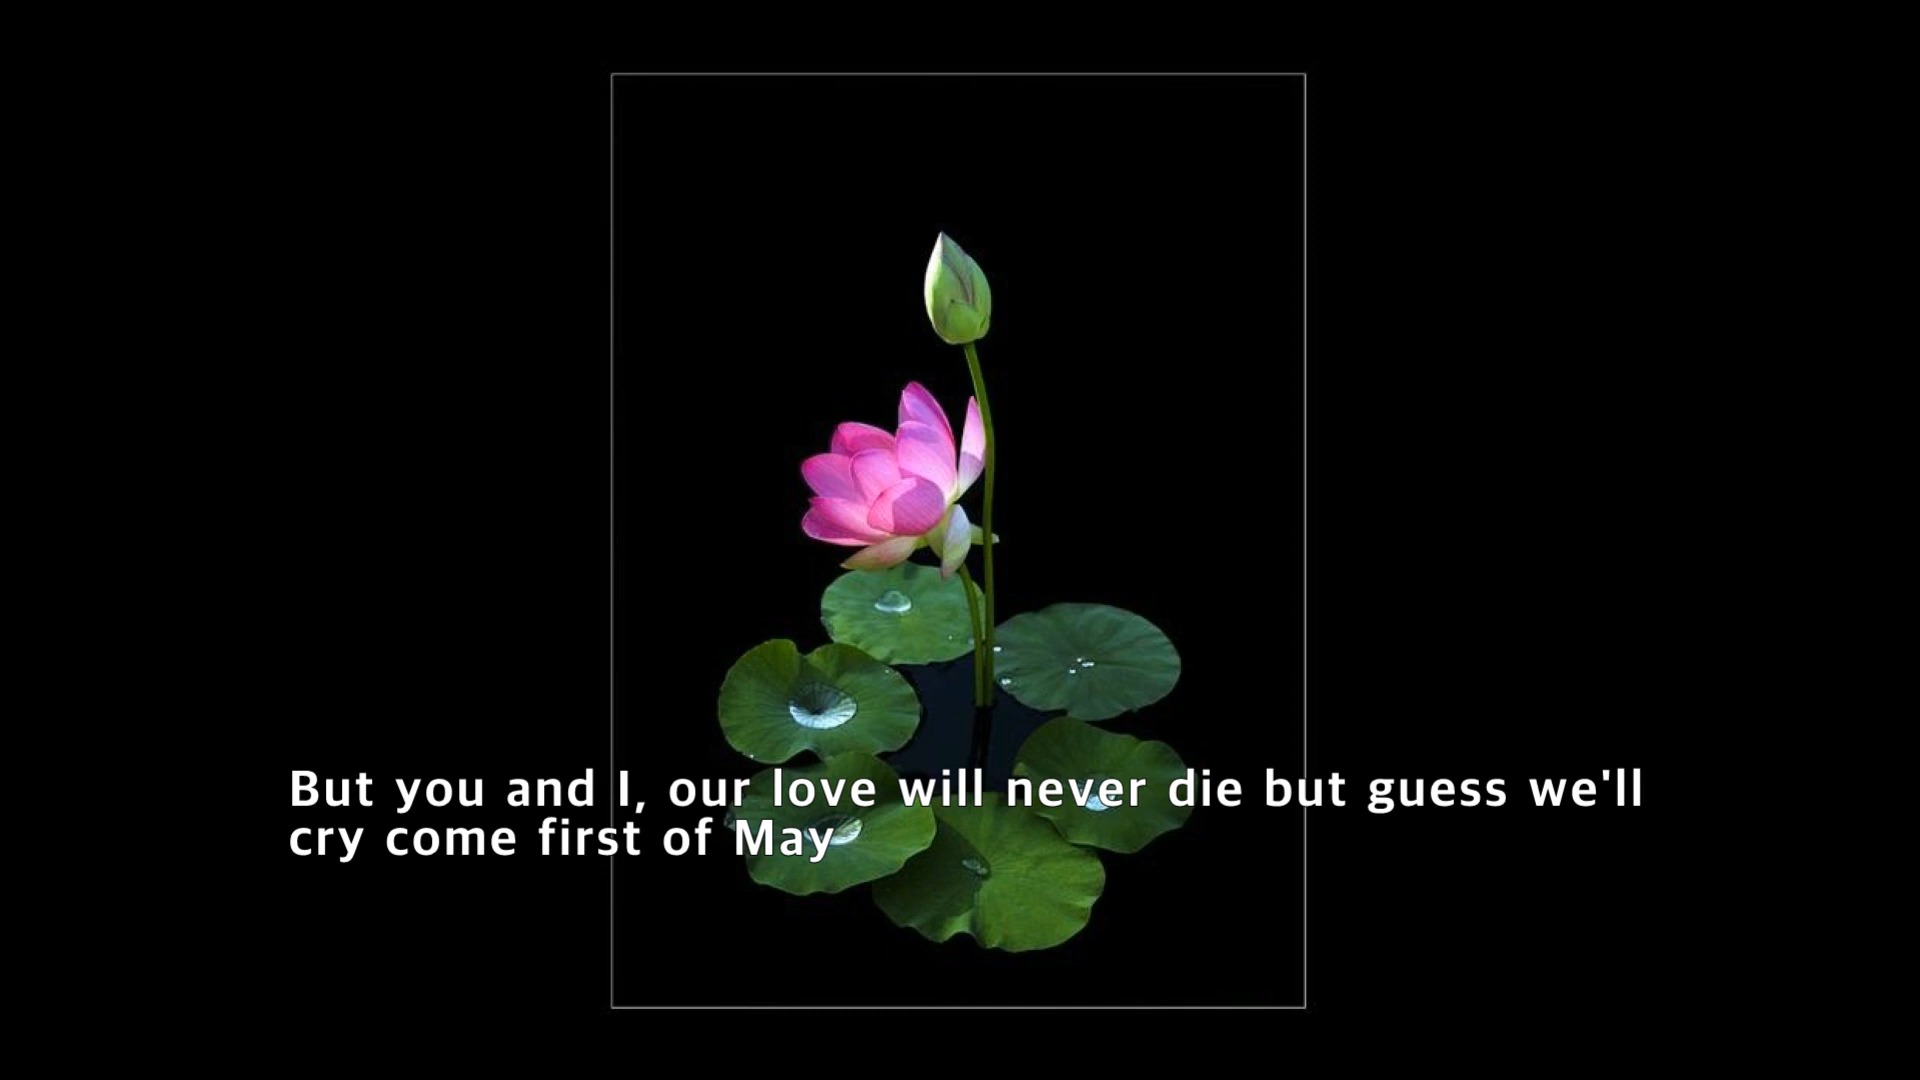 But you and I, our love will never die but guess we'll
cry come first of May